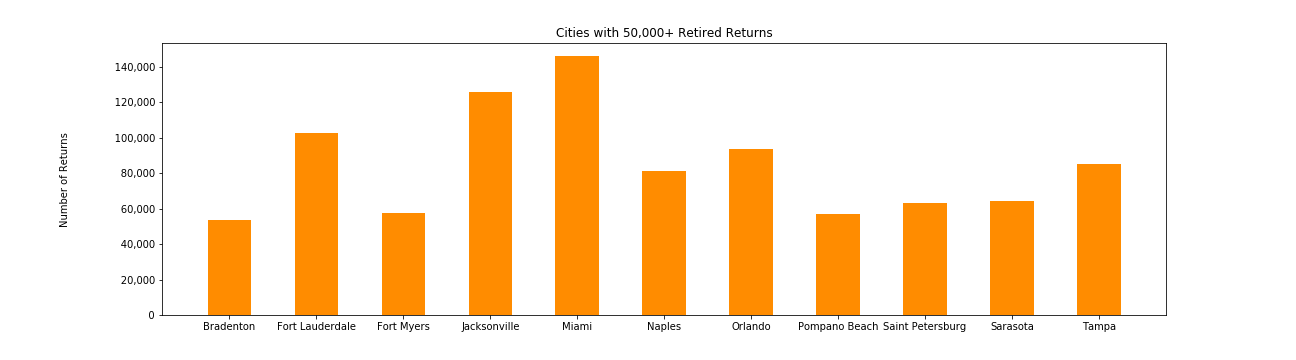 Cities with 50,000+ Retired Returns
Number of Returns
140,000
120,000
100,000
80,000
60,000
40,000
20,000
0
Bradenton Fort Lauderdale Fort Myers Jacksonville Miami Naples Orlando Pompano Beach Saint Petersburg Sarasota Tampa